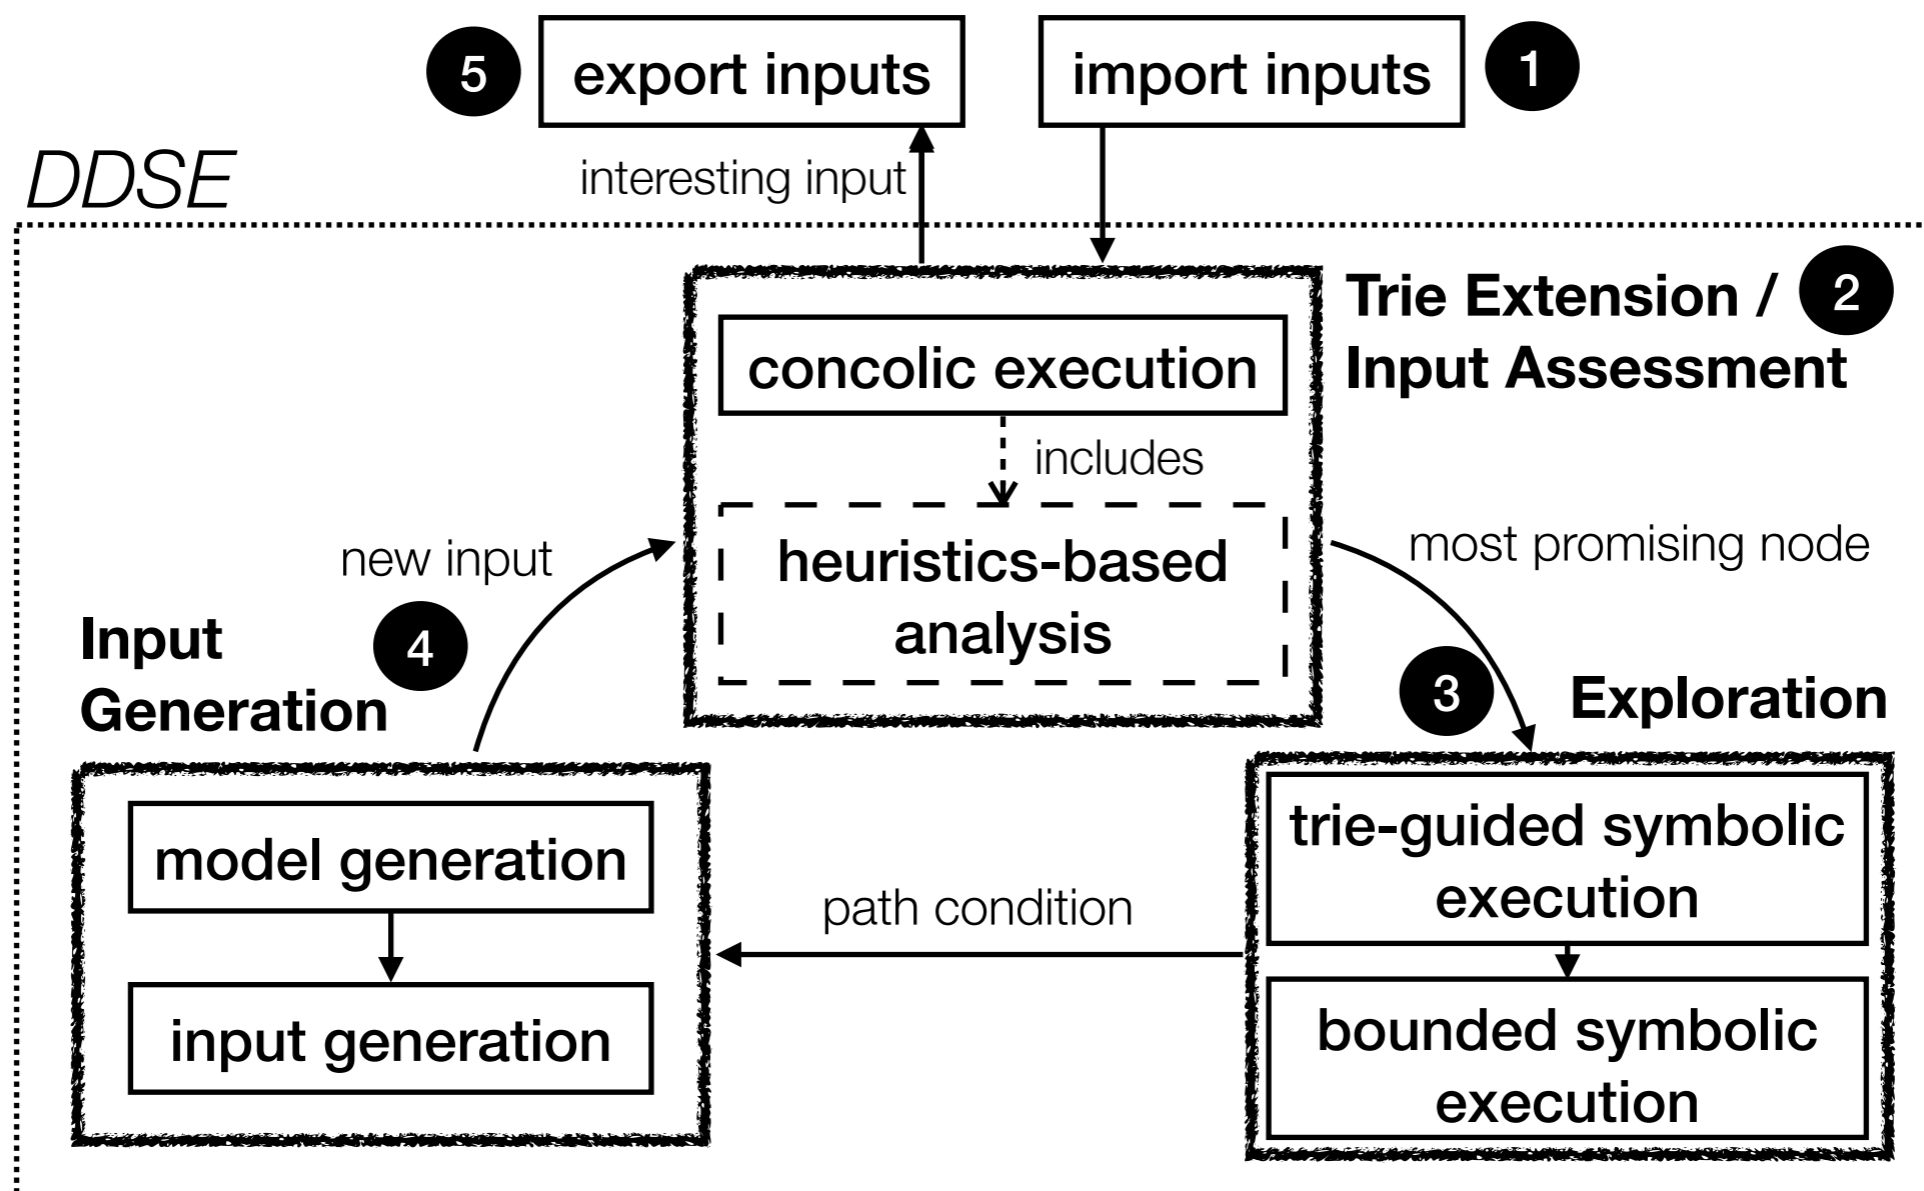 5
export inputs
import inputs
1
DDSE
interesting input
Trie Extension /
2
Input Assessment
concolic execution
includes
heuristics-based
analysis
new input
most promising node
Input
Generation
4
3
Exploration
model generation
input generation
path condition
trie-guided symbolic
execution
bounded symbolic
execution